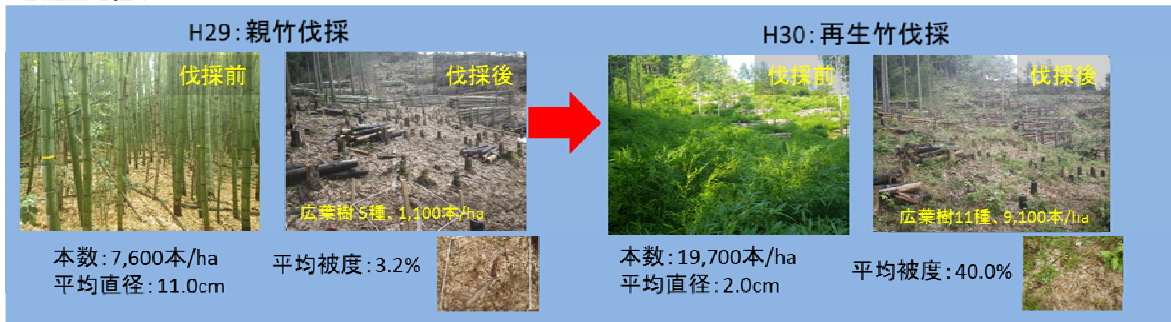 H29：親竹伐採
伐採前
伐採後
広葉樹 5種、1,100本/ha
本数：7,600本/ha
平均直径：11.0cm
平均被度：3.2%
H30：再生竹伐採
伐採前
伐採後
広葉樹11種、9,100本/ha
本数：19,700本/ha
平均直径：2.0cm
平均被度：40.0%